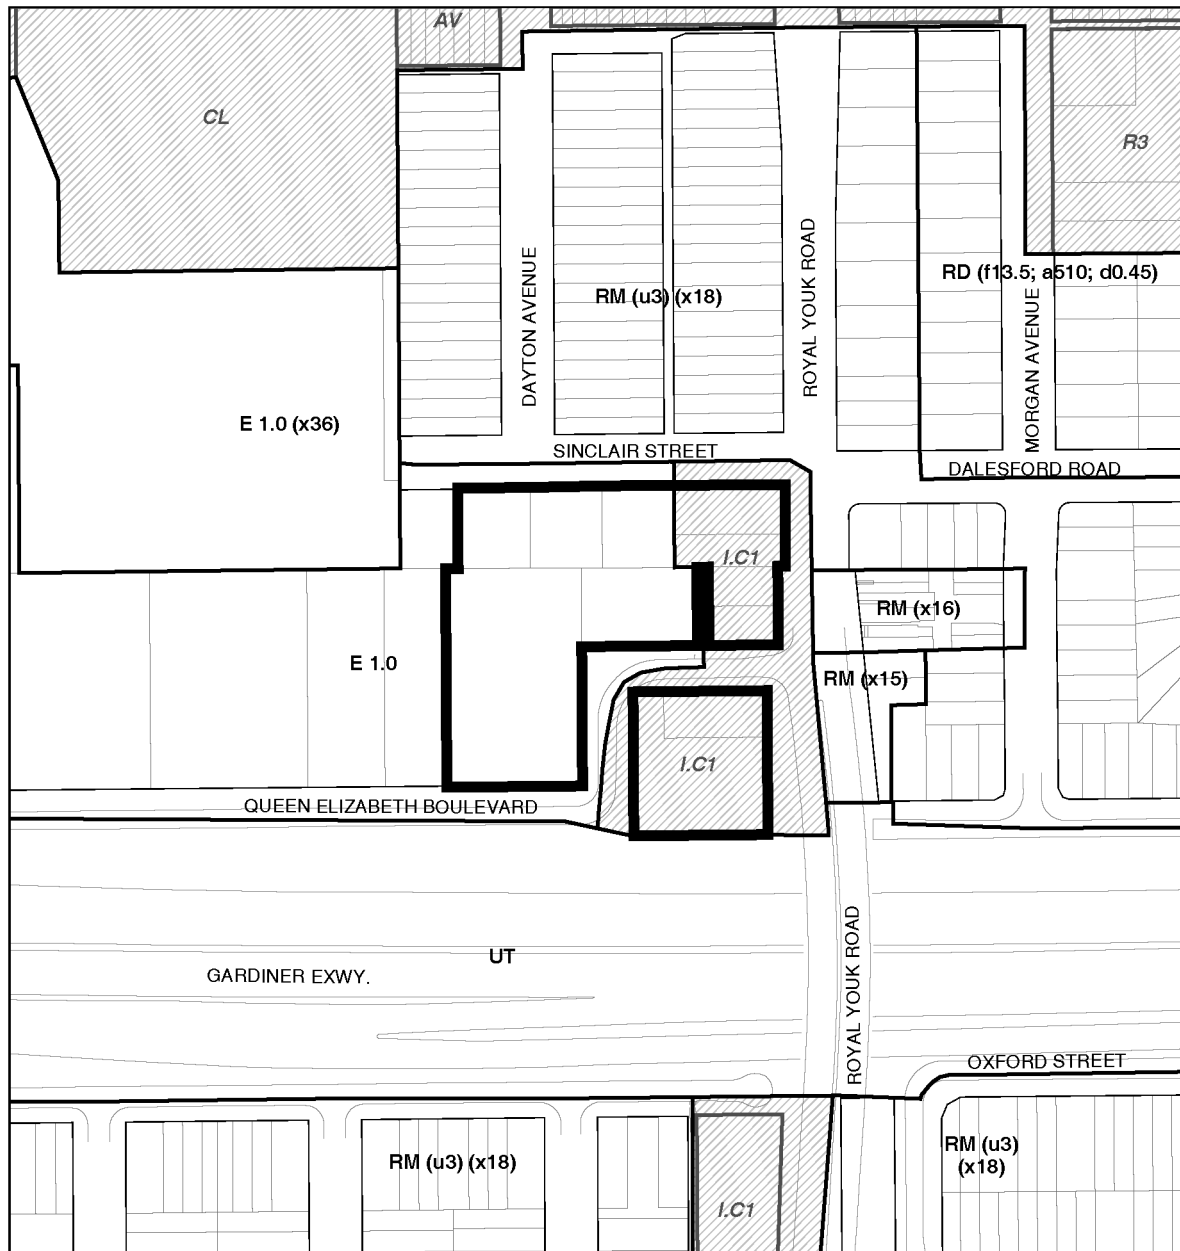 AV
CL
R3
DAYTON AVENUE
ROYAL YOUK ROAD
RD (f13.5; a510; d0.45)
RM (u3) (x18)
MORGAN AVENUE
E 1.0 (x36)
SINCLAIR STREET
DALESFORD ROAD
I.C1
RM (x16)
E 1.0
RM (x15)
I.C1
QUEEN ELIZABETH BOULEVARD
UT
GARDINER EXWY.
ROYAL YOUK ROAD
OXFORD STREET
RM (u3) (x18)
RM (u3)
(x18)
I.C1